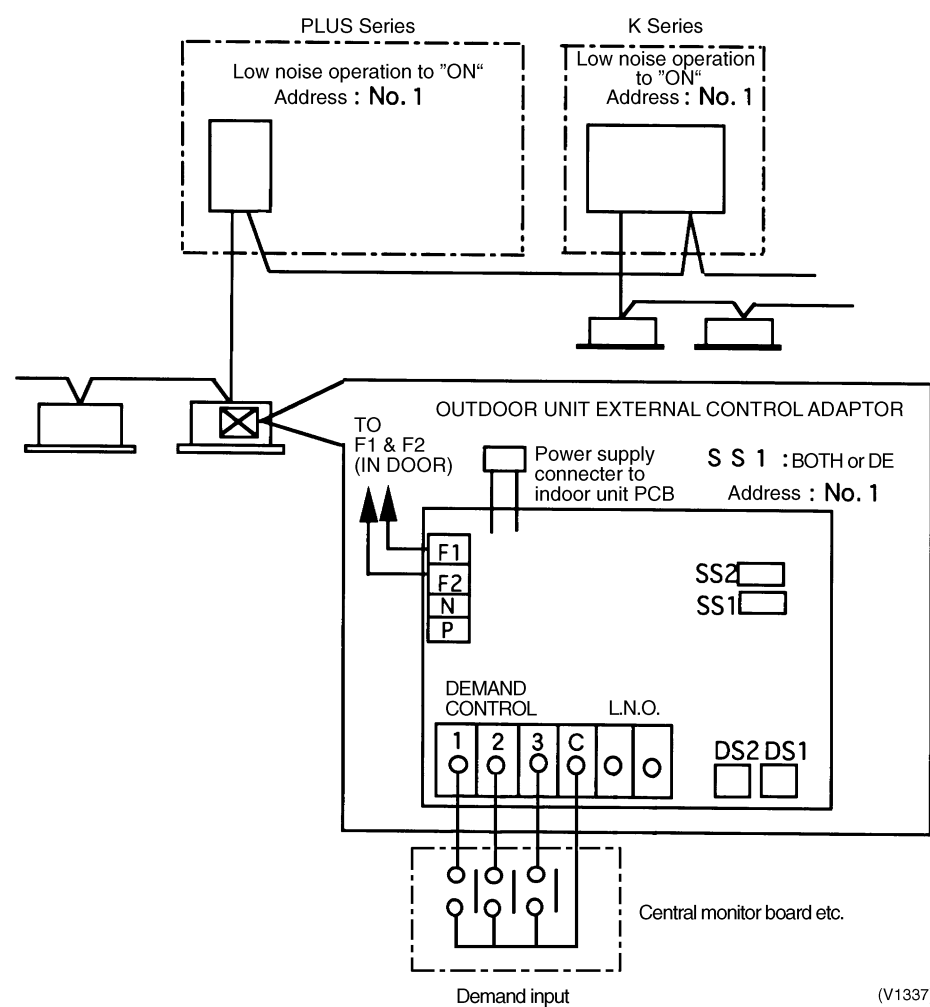 PLUS Series
K Series
Low noise operation to ”ON“
Address : No. 1
Low noise operation
to ”ON“
Address : No. 1
OUTDOOR UNIT EXTERNAL CONTROL ADAPTOR
TO
F1 & F2
(IN DOOR)
Power supply
connecter to
indoor unit PCB
S S 1 : BOTH or DE
Address : No. 1
F1
F2
N
P
SS2
SS1
DEMAND
CONTROL
L.N.O.
1 2 3 C
DS2 DS1
Central monitor board etc.
Demand input
(V1337